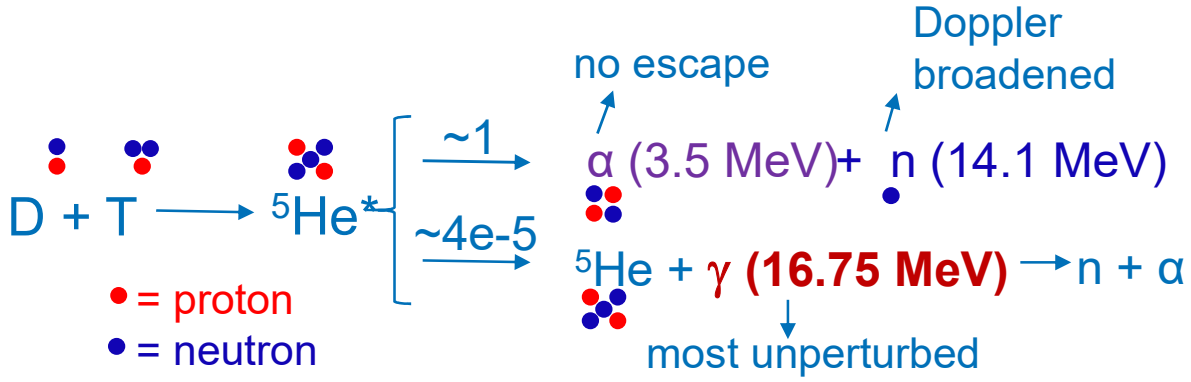 Doppler
broadened
no escape
~1
α (3.5 MeV)+ n (14.1 MeV)
D + T ⟶ ⁵He*
~4e-5
⁵He + γ (16.75 MeV) ⟶ n + α
= proton
= neutron
most unperturbed